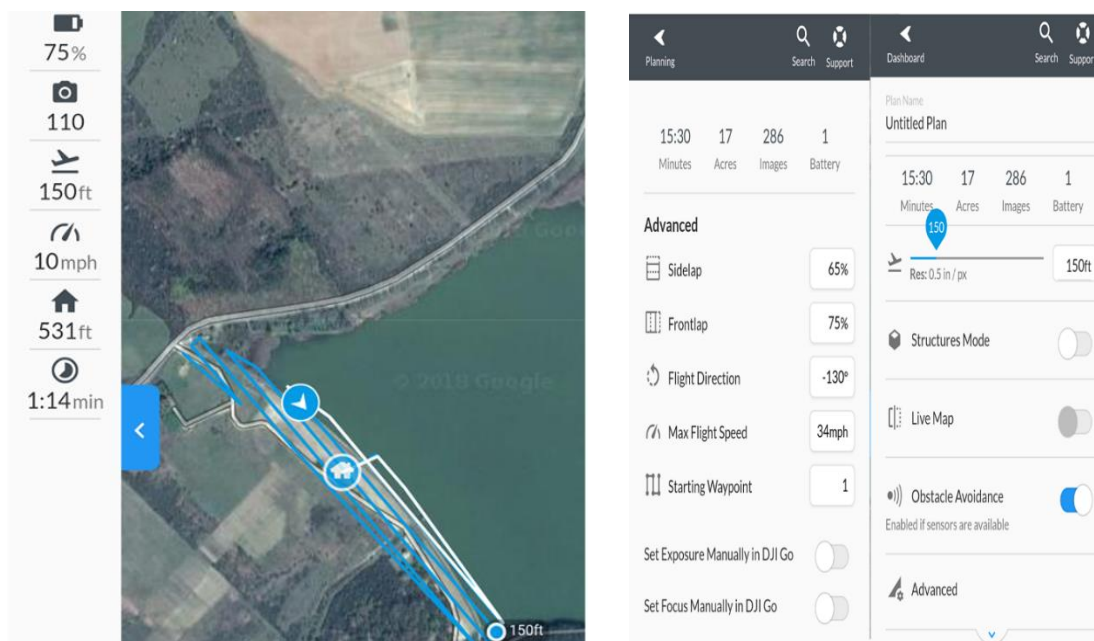 75%
110
150ft
10mph
531ft
1:14min
© 2018 Google
150ft
Planning
Search Support
15:30 17 286 1
Minutes Acres Images Battery
Advanced
Sidelap 65%
Frontlap 75%
Flight Direction -130°
Max Flight Speed 34mph
Starting Waypoint 1
Set Exposure Manually in DJI Go
Set Focus Manually in DJI Go
Dashboard
Search Suppor
Plan Name
Untitled Plan
15:30 17 286 1
Minutes Acres Images Battery
150
150ft
Res: 0.5 in / px
Structures Mode
Live Map
Obstacle Avoidance
Enabled if sensors are available
Advanced